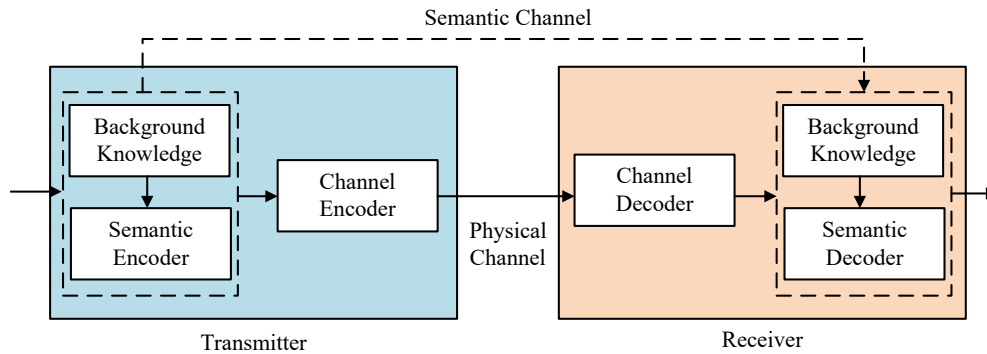 Semantic Channel
Background
Knowledge
Semantic
Encoder
Channel
Encoder
Physical
Channel
Channel
Decoder
Background
Knowledge
Semantic
Decoder
Transmitter
Receiver